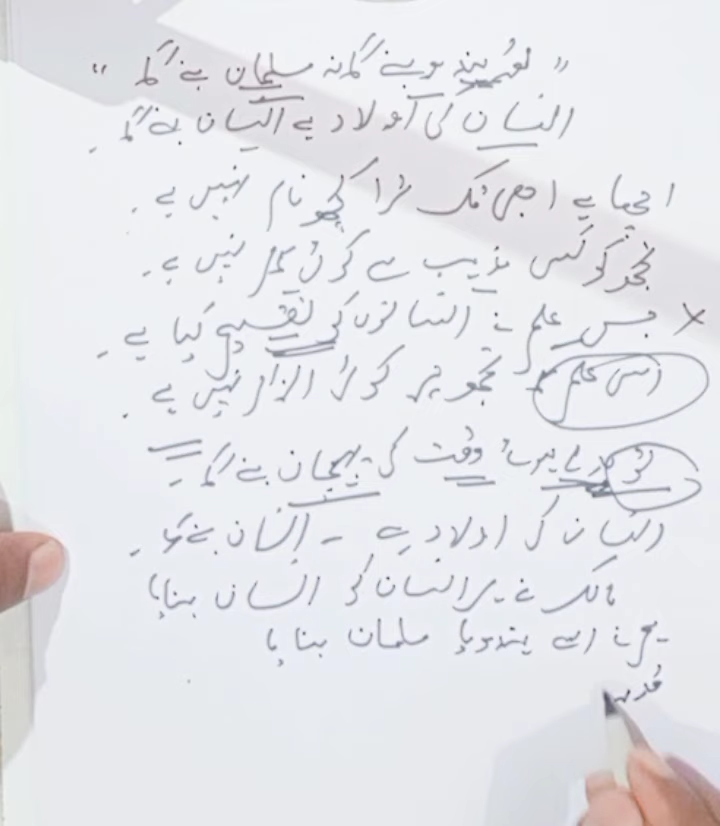 " تو ہندو بنے گا نہ مسلمان بنے گا "
انسان کی اولاد ہے انسان بنے گا ۔
اچھا ہے ابھی تک تیرا کچھ نام نہیں ہے ۔
تجھ کو کسی مذہب سے کوئی کام نہیں ہے ۔
× جس علم نے انسانوں کو تقسیم کیا ہے ۔
اس علم کا تجھ پر کوئی الزام نہیں ہے ۔
تو بدلے ہوئے وقت کی پہچان بنے گا ۔
انسان کی اولاد ہے ۔ انسان بنے گا ۔
مالک نے ہر انسان کو انسان بنایا
ہم نے اسے ہندو یا مسلمان بنایا